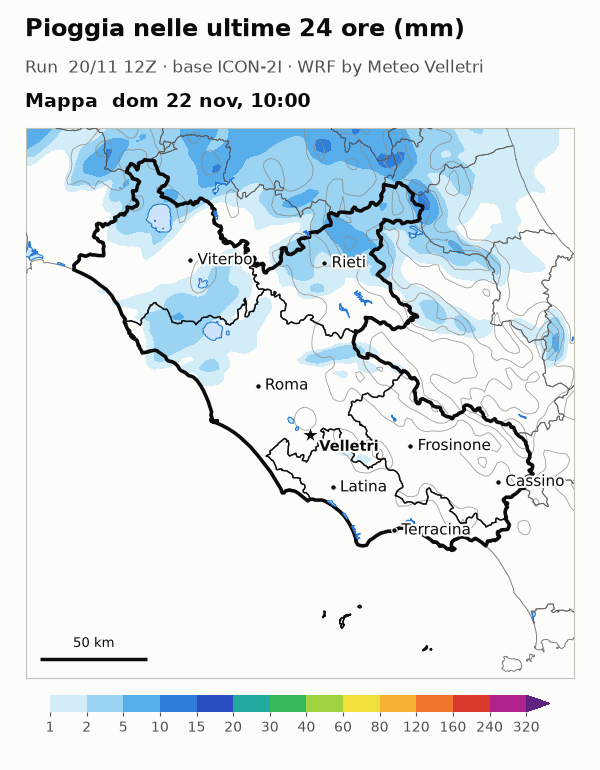 Pioggia nelle ultime 24 ore (mm)
Run 20/11 12Z · base ICON-2I · WRF by Meteo Velletri
Mappa dom 22 nov, 10:00
Viterbo
Rieti
Roma
Velletri
Frosinone
Cassino
Latina
Terracina
50 km
1 2 5 10 15 20 30 40 60 80 120 160 240 320